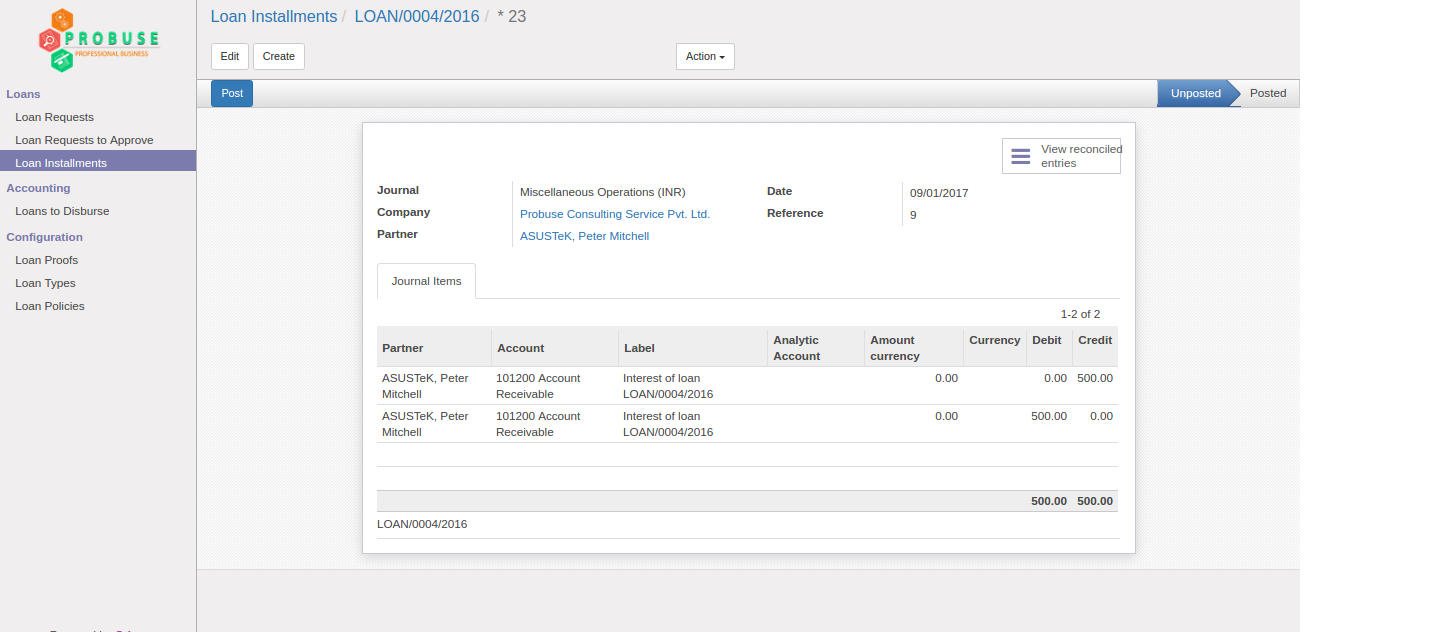 PROBUSE
PROFESSIONAL BUSINESS
Loans
Loan Requests
Loan Requests to Approve
Loan Installments
Accounting
Loans to Disburse
Configuration
Loan Proofs
Loan Types
Loan Policies
Loan Installments / LOAN/0004/2016 / * 23
Edit Create Action
Post Unposted Posted
View reconciled
entries
Journal Miscellaneous Operations (INR) Date 09/01/2017
Company Probuse Consulting Service Pvt. Ltd. Reference 9
Partner ASUSTeK, Peter Mitchell
Journal Items
1-2 of 2
Partner Account Label Analytic Account Amount currency Currency Debit Credit
ASUSTeK, Peter 101200 Account Interest of loan 0.00 0.00 500.00
Mitchell Receivable LOAN/0004/2016
ASUSTeK, Peter 101200 Account Interest of loan 0.00 500.00 0.00
Mitchell Receivable LOAN/0004/2016
500.00 500.00
LOAN/0004/2016